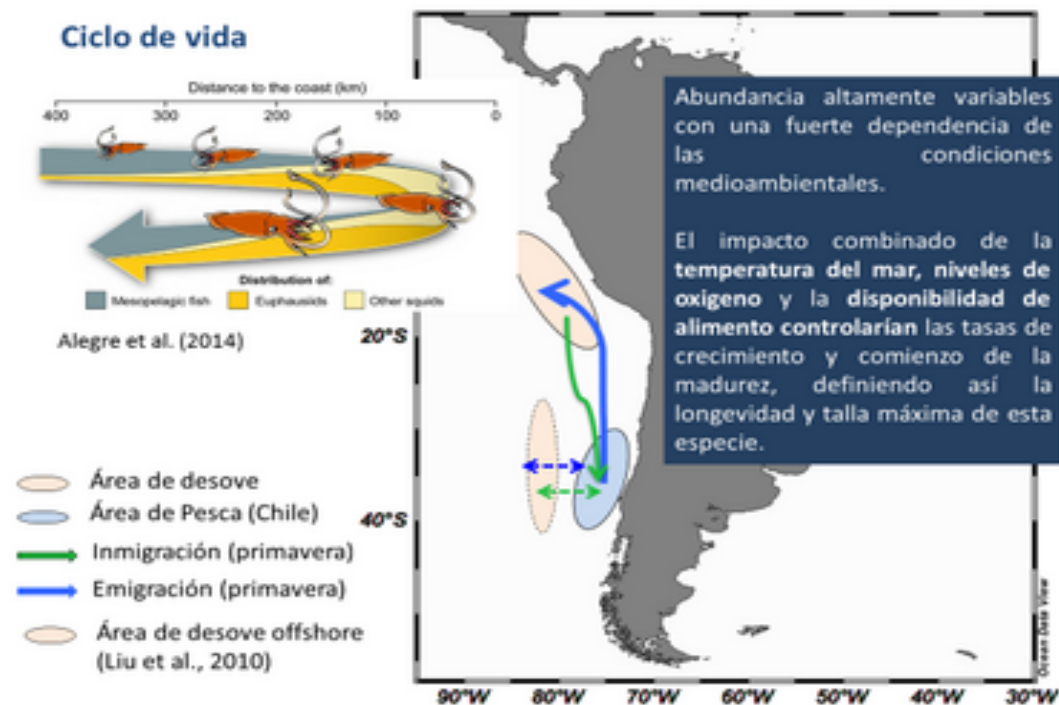 Ciclo de vida
Distance to the coast (km)
400 300 200 100 0
Distribution of:
Mesopelagic fish Euphausiids Other squids
Alegre et al. (2014)
Abundancia altamente variables
con una fuerte dependencia de
las condiciones
medioambientales.
El impacto combinado de la
temperatura del mar, niveles de
oxigeno y la disponibilidad de
alimento controlarían las tasas de
crecimiento y comienzo de la
madurez, definiendo así la
longevidad y talla máxima de esta
especie.
20°S
40°S
Área de desove
Área de Pesca (Chile)
Inmigración (primavera)
Emigración (primavera)
Área de desove offshore
(Liu et al., 2010)
90°W 80°W 70°W 60°W 50°W 40°W 30°W
Ocean Data View